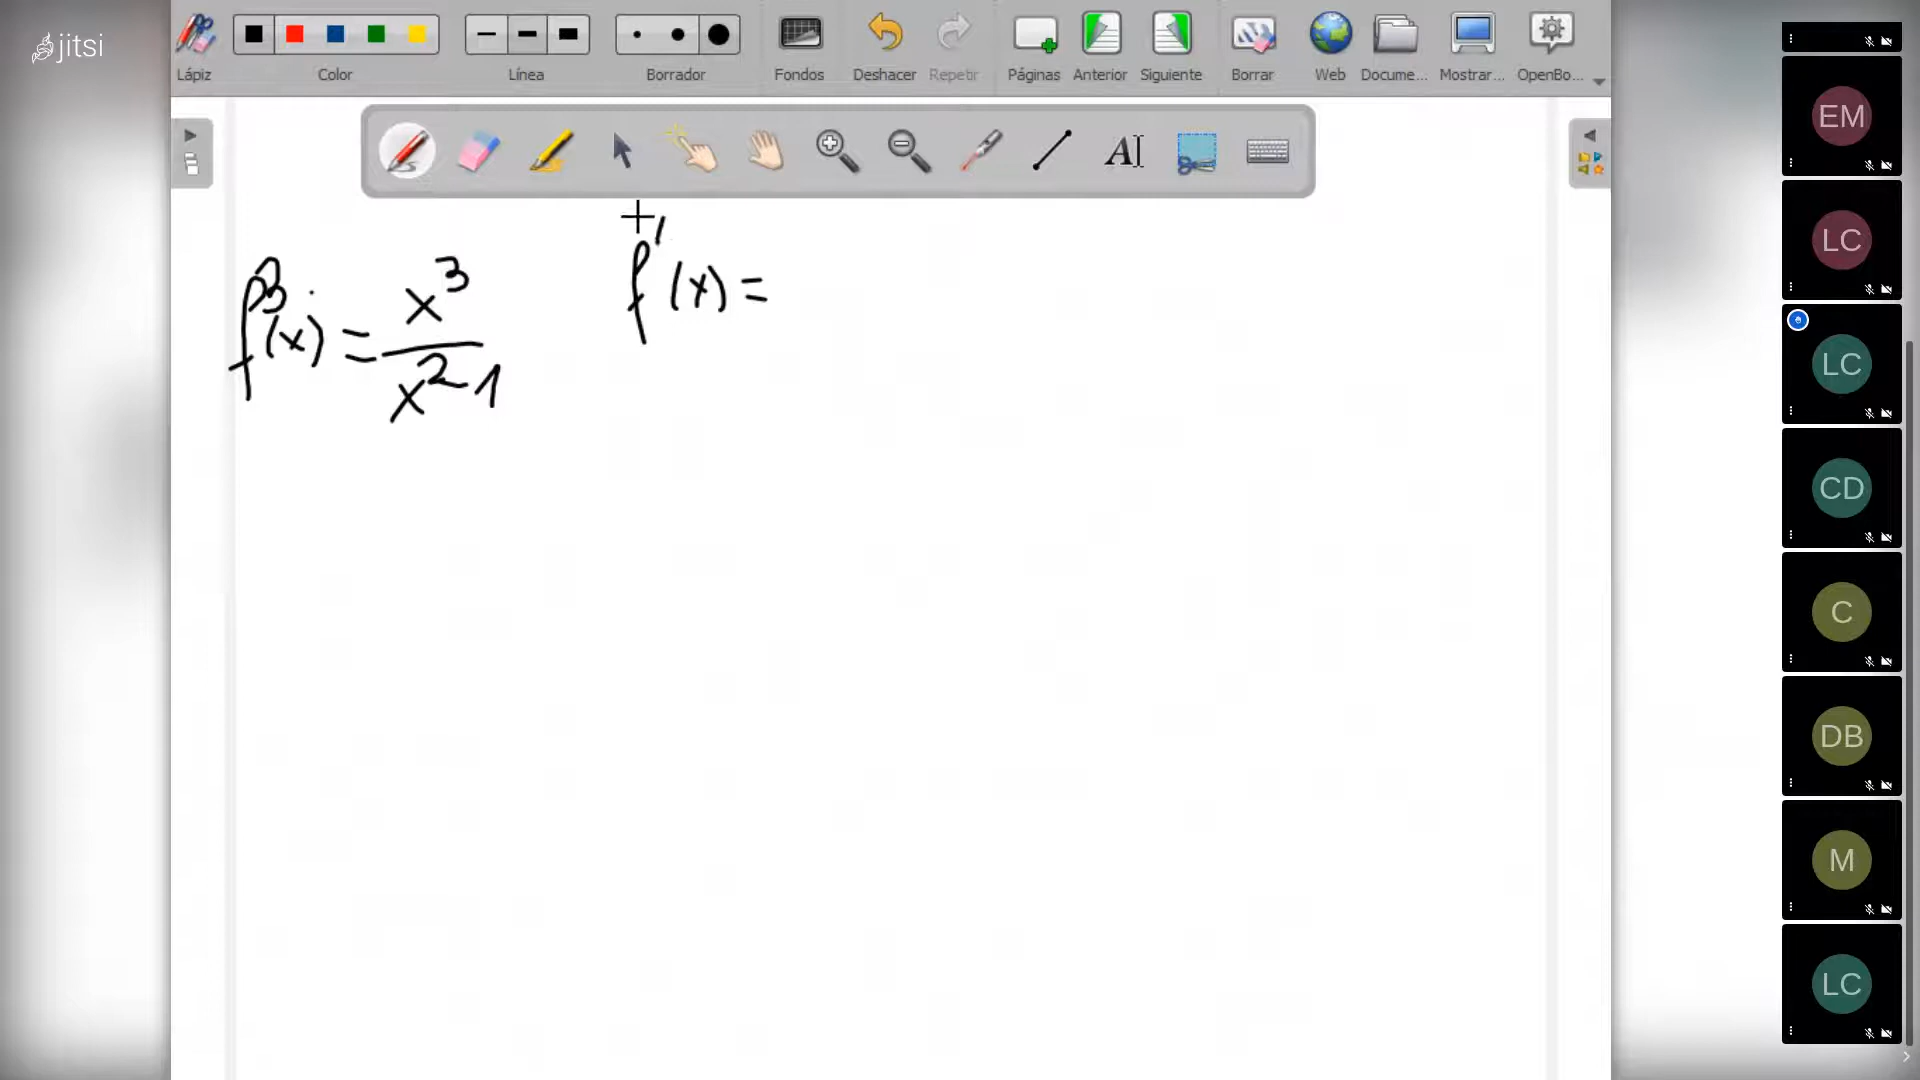 jitsi
Lápiz Color Línea Borrador Fondos Deshacer Repetir Páginas Anterior Siguiente Borrar Web Docume... Mostrar... OpenBo...
A
f'(x) =
f(x) = x³
x² - 1
3
EM
LC
LC
CD
C
DB
M
LC